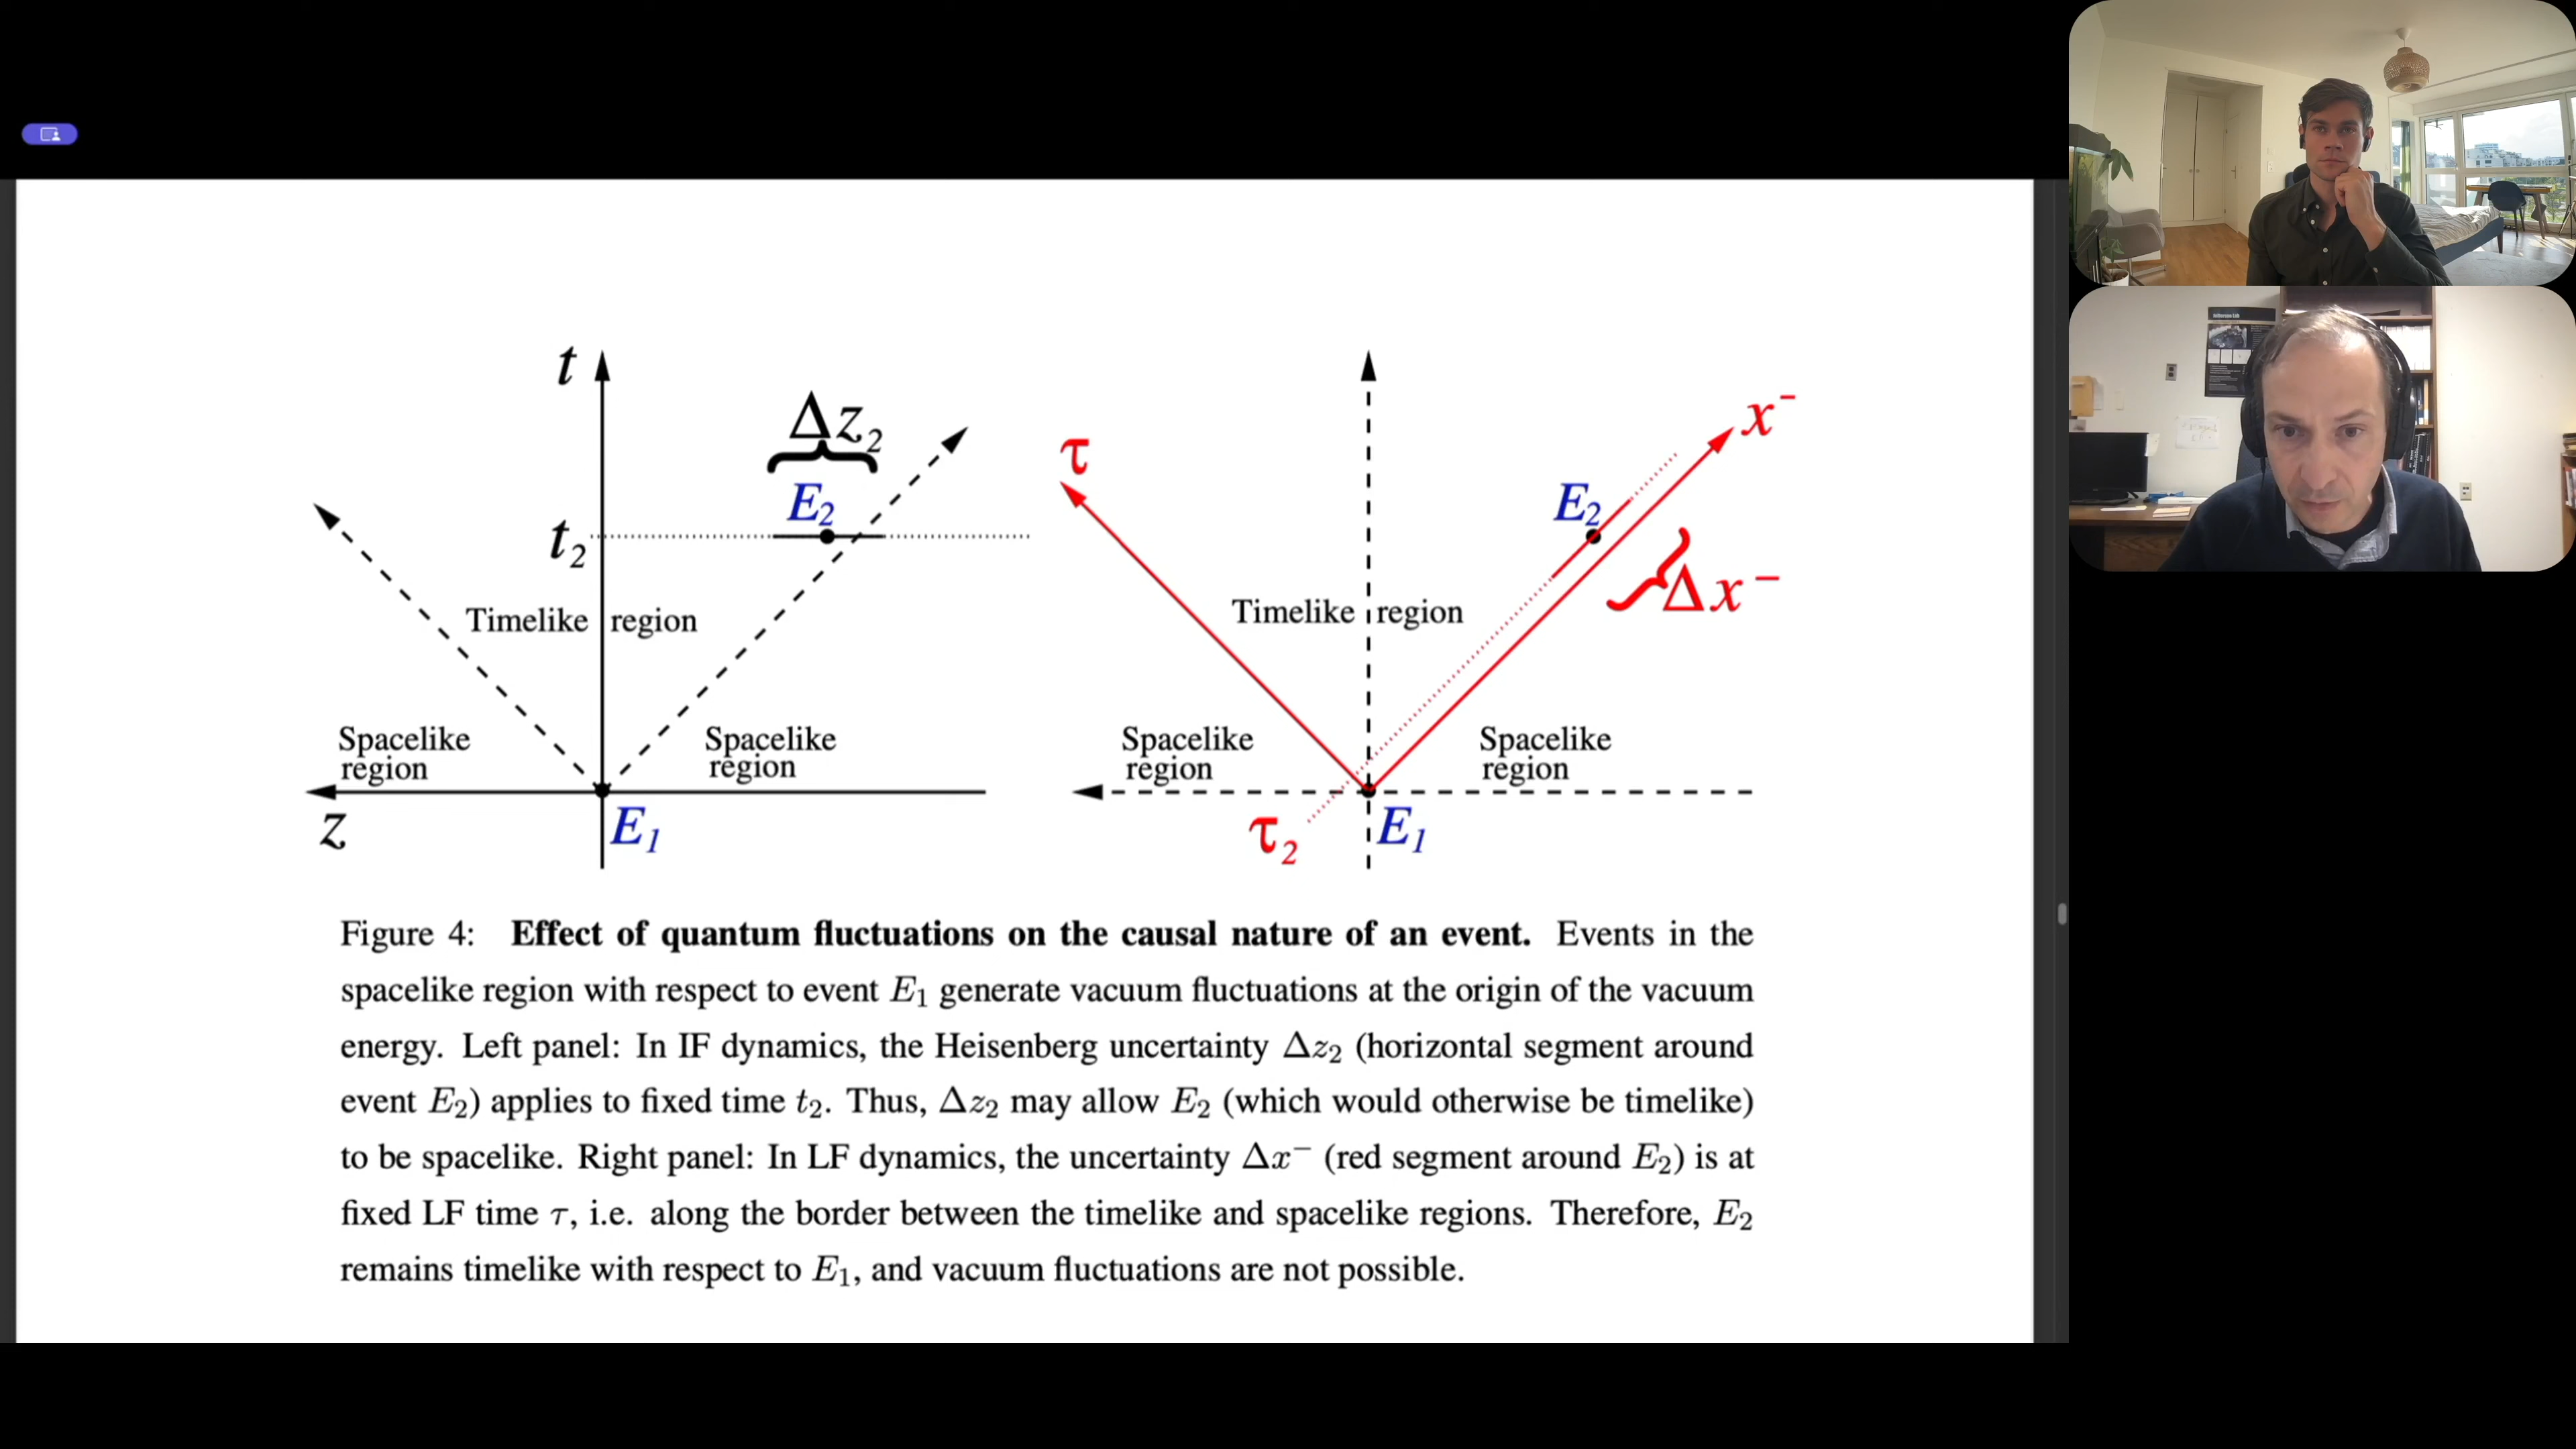 t
Δz₂
E₂
t₂
Timelike region
Spacelike
region
Spacelike
region
z
E₁
τ
x⁻
E₂
Δx⁻
Timelike region
Spacelike
region
Spacelike
region
τ₂
E₁
Figure 4: Effect of quantum fluctuations on the causal nature of an event. Events in the
spacelike region with respect to event E₁ generate vacuum fluctuations at the origin of the vacuum
energy. Left panel: In IF dynamics, the Heisenberg uncertainty Δz₂ (horizontal segment around
event E₂) applies to fixed time t₂. Thus, Δz₂ may allow E₂ (which would otherwise be timelike)
to be spacelike. Right panel: In LF dynamics, the uncertainty Δx⁻ (red segment around E₂) is at
fixed LF time τ, i.e. along the border between the timelike and spacelike regions. Therefore, E₂
remains timelike with respect to E₁, and vacuum fluctuations are not possible.